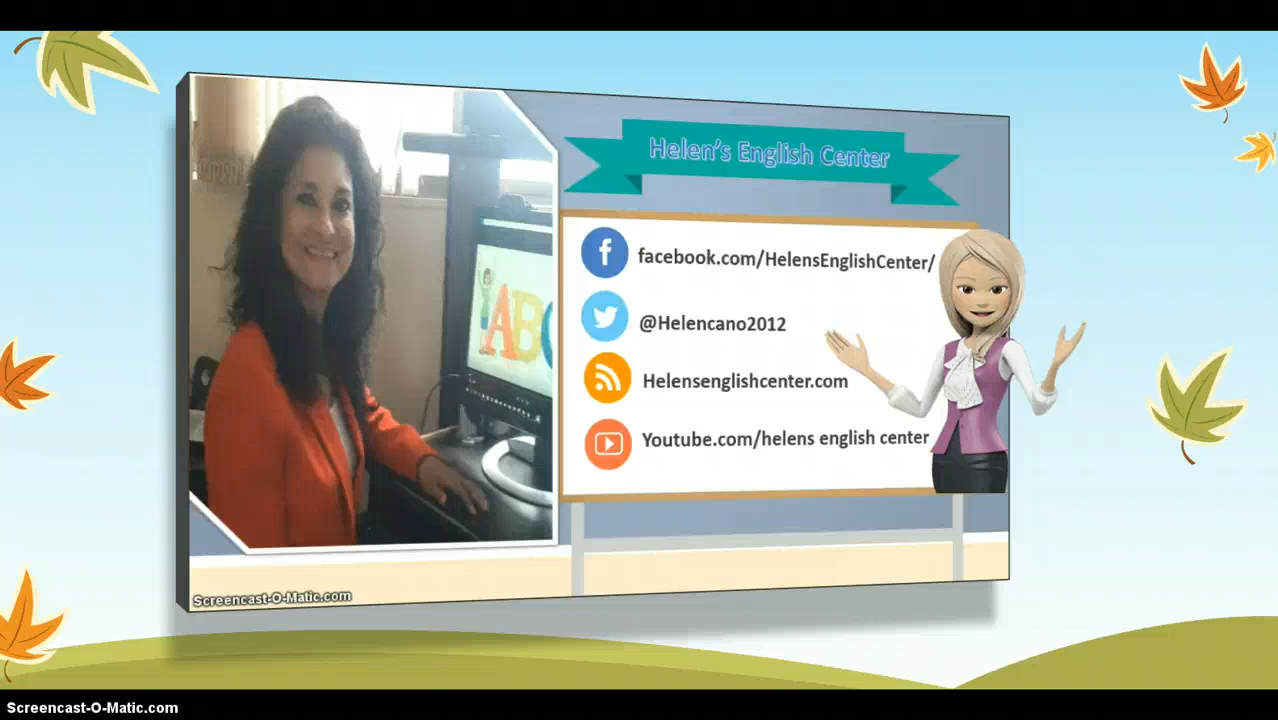 Helen's English Center
facebook.com/HelensEnglishCenter/
@Helencano2012
Helensenglishcenter.com
Youtube.com/helens english center
AB
Screencast-O-Matic.com
Screencast-O-Matic.com